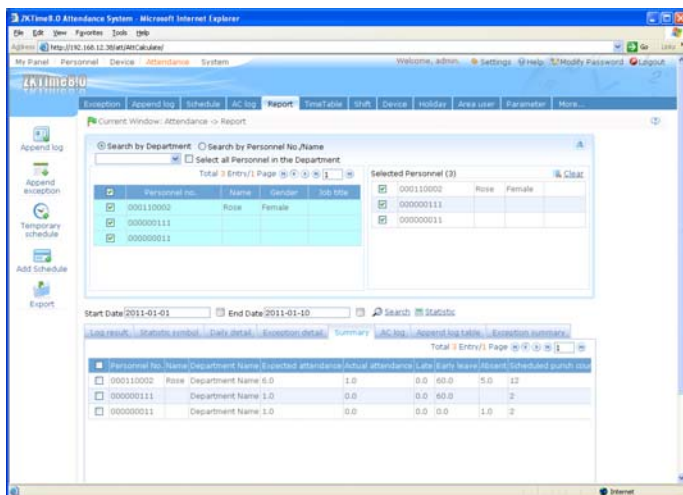 ZKTime8.0 Attendance System - Microsoft Internet Explorer
File Edit View Favorites Tools Help
Address http://192.168.12.38/att/AttCalculate/ Go Links
My Panel Personnel Device Attendance System Welcome, admin. Settings Help Modify Password Logout
ZKTime8.0
Exception Append log Schedule AC log Report TimeTable Shift Device Holiday Area user Parameter More...
Current Window: Attendance -> Report
Append log
Append exception
Temporary schedule
Add Schedule
Export
Search by Department Search by Personnel No./Name
Select all Personnel in the Department
Total 3 Entry/1 Page 1
Personnel no. Name Gender Job title
000110002 Rose Female
000000111
000000011
Selected Personnel (3) Clear
000110002 Rose Female
000000111
000000011
Start Date 2011-01-01 End Date 2011-01-10 Search Statistic
Log result Statistic symbol Daily detail Exception detail Summary AC log Append log table Exception summary
Total 3 Entry/1 Page 1
Personnel No. Name Department Name Expected attendance Actual attendance Late Early leave Absent Scheduled punch cour
000110002 Rose Department Name 6.0 1.0 0.0 60.0 5.0 12
000000111 Department Name 1.0 0.0 0.0 60.0 2
000000011 Department Name 1.0 0.0 0.0 0.0 1.0 2
Internet